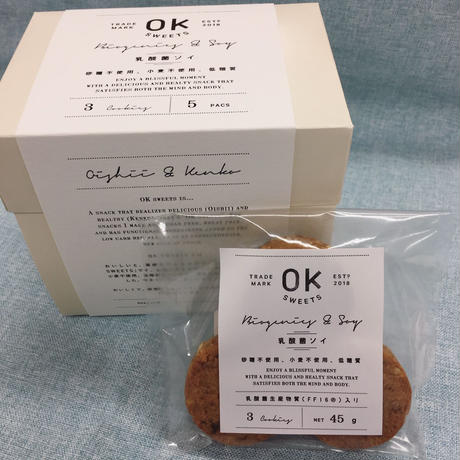 TRADE MARK
OK
SWEETS
ESTD 2018
Biogenics & Soy
乳酸菌ソイ
砂糖不使用、小麦不使用、低糖質
ENJOY A BLISSFUL MOMENT
WITH A DELICIOUS AND HEALTY SNACK THAT
SATISFIES BOTH THE MIND AND BODY.
3 Cookies
5 PACS
Oishii & Kenko
OK SWEETS IS...
A SNACK THAT REALIZES DELICIOUS (OISHII) AND
TRADE MARK
OK
SWEETS
ESTD 2018
Biogenics & Soy
乳酸菌ソイ
砂糖不使用、小麦不使用、低糖質
ENJOY A BLISSFUL MOMENT
WITH A DELICIOUS AND HEALTY SNACK THAT
SATISFIES BOTH THE MIND AND BODY.
乳酸菌生産物質(FF16®)入り
3 Cookies
NET 45 g